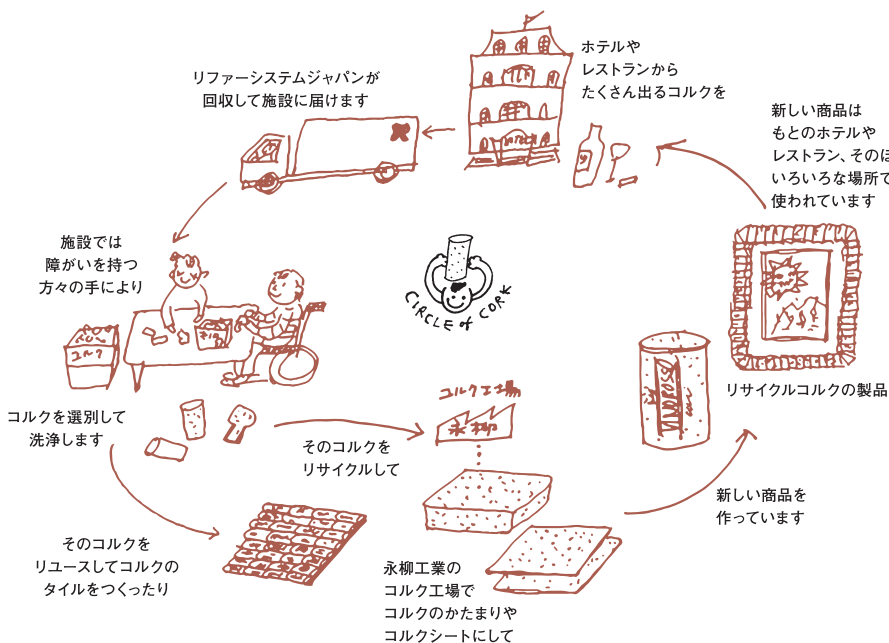 ホテルや
レストランから
たくさん出るコルクを
リファーシステムジャパンが
回収して施設に届けます
施設では
障がいを持つ
方々の手により
コルク
コルクを選別して
洗浄します
そのコルクを
リユースしてコルクの
タイルをつくったり
そのコルクを
リサイクルして
コルク工場
永柳
永柳工業の
コルク工場で
コルクのかたまりや
コルクシートにして
新しい商品を
作っています
リサイクルコルクの製品
新しい商品は
もとのホテルや
レストラン、そのほ
いろいろな場所で
使われています
CIRCLE of CORK
HOTEL